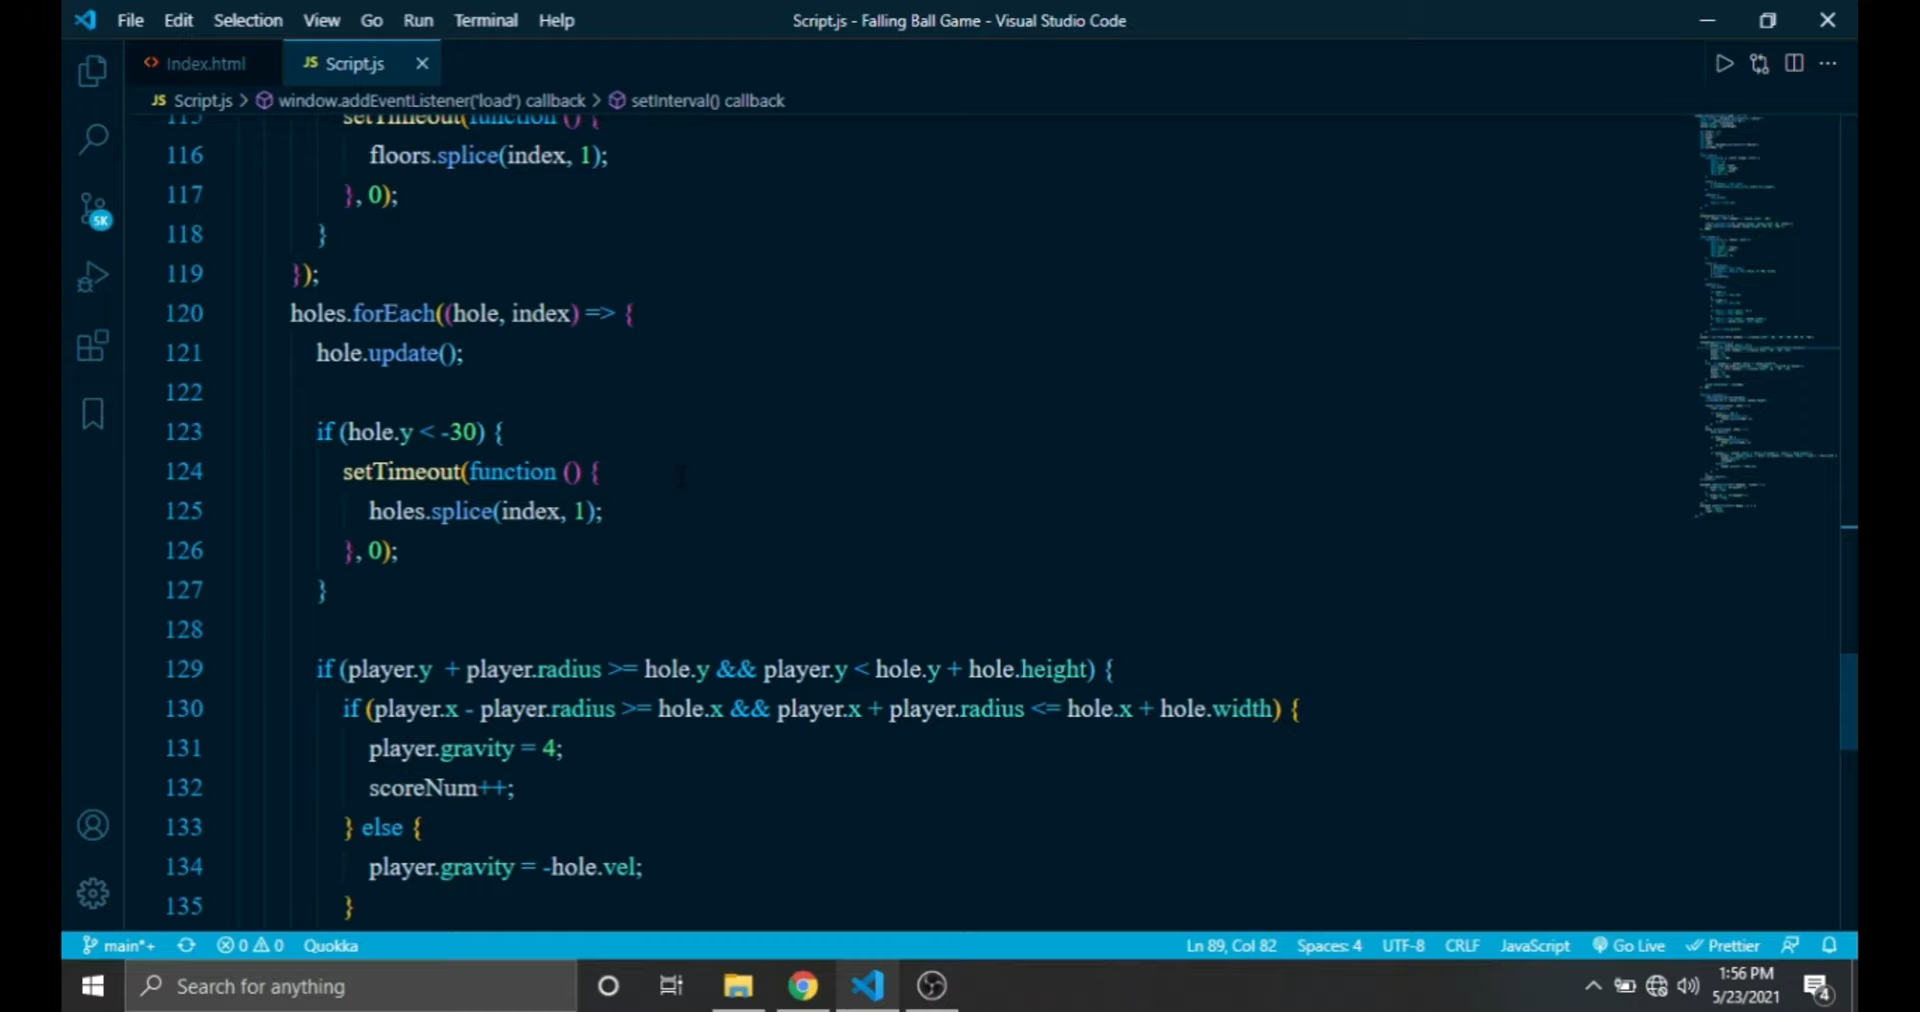 File Edit Selection View Go Run Terminal Help Script.js - Falling Ball Game - Visual Studio Code
Index.html JS Script.js
JS Script.js > window.addEventListener('load') callback > setInterval() callback
115 setTimeout(function () {
116 floors.splice(index, 1);
117 }, 0);
118 }
119 });
120 holes.forEach((hole, index) => {
121 hole.update();
122
123 if (hole.y < -30) {
124 setTimeout(function () {
125 holes.splice(index, 1);
126 }, 0);
127 }
128
129 if (player.y + player.radius >= hole.y && player.y < hole.y + hole.height) {
130 if (player.x - player.radius >= hole.x && player.x + player.radius <= hole.x + hole.width) {
131 player.gravity = 4;
132 scoreNum++;
133 } else {
134 player.gravity = -hole.vel;
135 }
5K
main*+ 0 0 Quokka Ln 89, Col 82 Spaces: 4 UTF-8 CRLF JavaScript Go Live Prettier
Search for anything
1:56 PM
5/23/2021
4